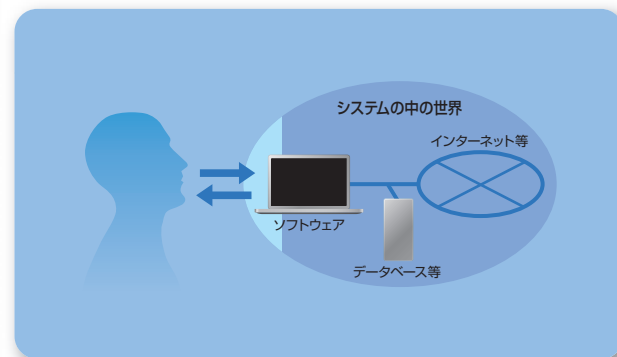 システムの中の世界
インターネット等
ソフトウェア
データベース等